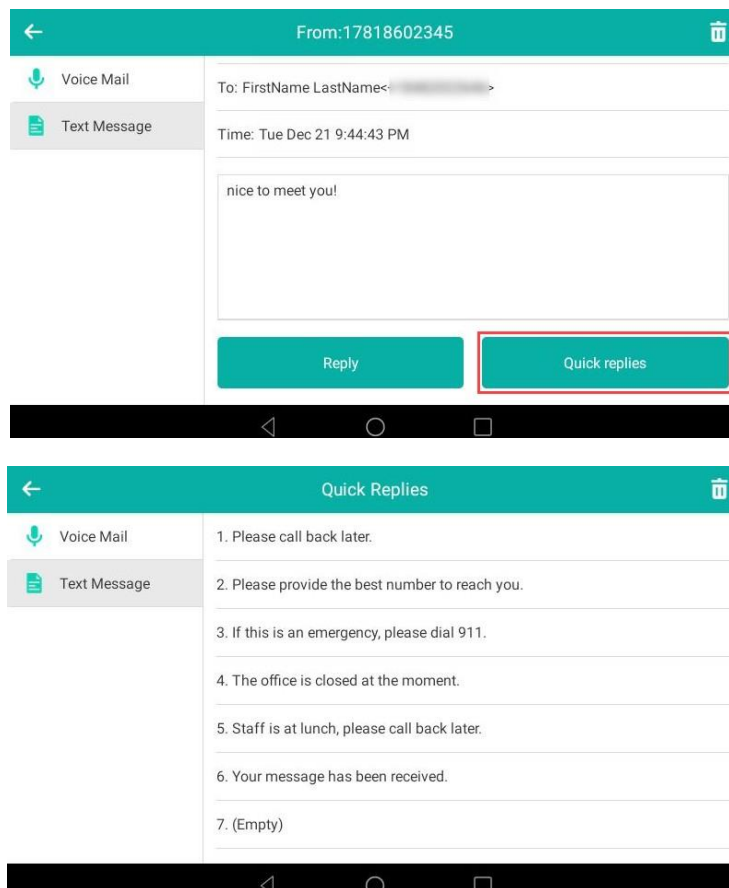 From:17818602345
Voice Mail
Text Message
To: FirstName LastName< >
Time: Tue Dec 21 9:44:43 PM
nice to meet you!
Reply
Quick replies
Quick Replies
Voice Mail
Text Message
1. Please call back later.
2. Please provide the best number to reach you.
3. If this is an emergency, please dial 911.
4. The office is closed at the moment.
5. Staff is at lunch, please call back later.
6. Your message has been received.
7. (Empty)